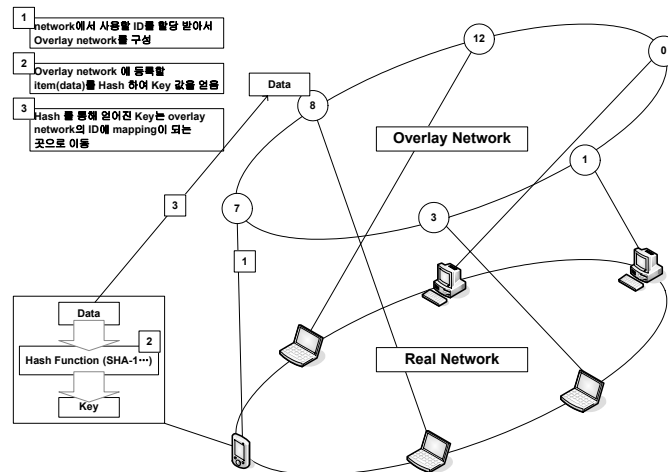 1
network에서 사용할 ID를 할당 받아서
Overlay network를 구성
2
Overlay network 에 등록할
item(data)를 Hash 하여 Key 값을 얻음
3
Hash 를 통해 얻어진 Key는 overlay
network의 ID에 mapping이 되는
곳으로 이동
Data
8
12
0
Overlay Network
1
7
3
3
1
Data
2
Hash Function (SHA-1…)
Key
Real Network